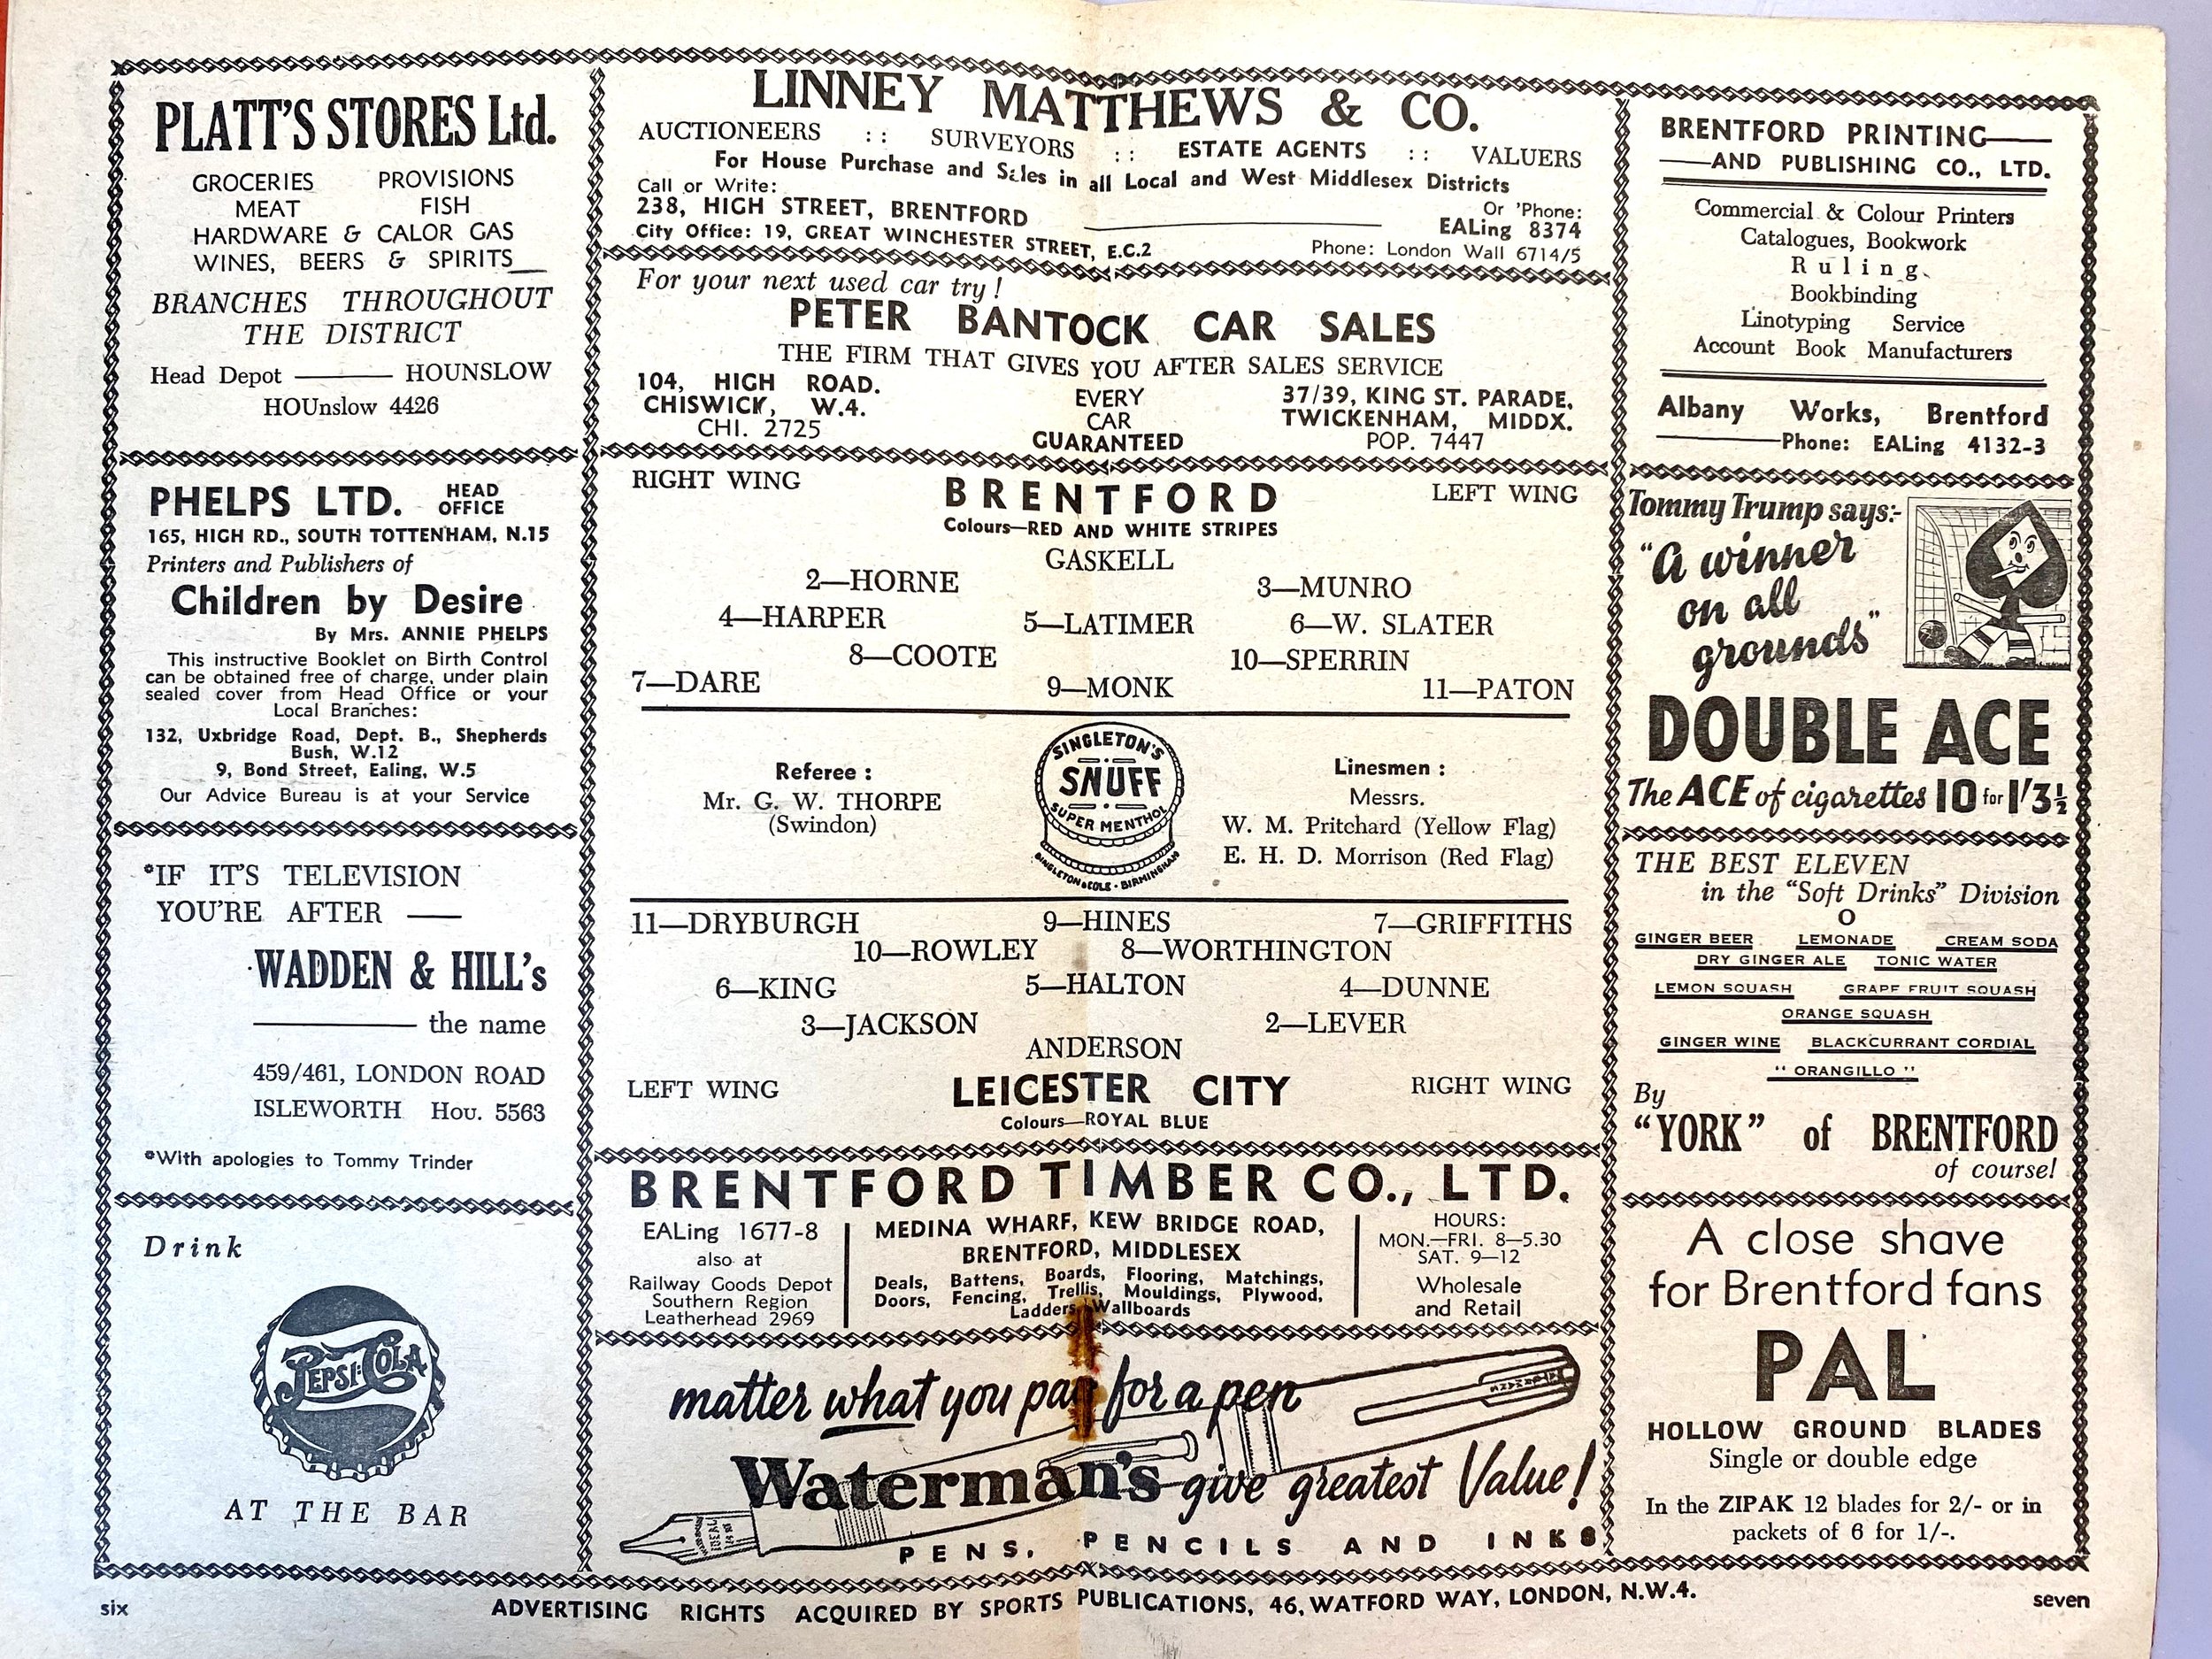 PLATT'S STORES Ltd.
GROCERIES PROVISIONS
MEAT FISH
HARDWARE & CALOR GAS
WINES, BEERS & SPIRITS
BRANCHES THROUGHOUT
THE DISTRICT
Head Depot —— HOUNSLOW
HOUnslow 4426
PHELPS LTD. HEAD OFFICE
165, HIGH RD., SOUTH TOTTENHAM, N.15
Printers and Publishers of
Children by Desire
By Mrs. ANNIE PHELPS
This instructive Booklet on Birth Control
can be obtained free of charge, under plain
sealed cover from Head Office or your
Local Branches:
132, Uxbridge Road, Dept. B., Shepherds
Bush, W.12
9, Bond Street, Ealing, W.5
Our Advice Bureau is at your Service
*IF IT'S TELEVISION
YOU'RE AFTER ——
WADDEN & HILL's
—— the name
459/461, LONDON ROAD
ISLEWORTH Hou. 5563
*With apologies to Tommy Trinder
Drink
PEPSI-COLA
AT THE BAR
LINNEY MATTHEWS & CO.
AUCTIONEERS :: SURVEYORS :: ESTATE AGENTS :: VALUERS
For House Purchase and Sales in all Local and West Middlesex Districts
Call or Write:
238, HIGH STREET, BRENTFORD —— Or 'Phone:
EALing 8374
City Office: 19, GREAT WINCHESTER STREET, E.C.2 Phone: London Wall 6714/5
For your next used car try!
PETER BANTOCK CAR SALES
THE FIRM THAT GIVES YOU AFTER SALES SERVICE
104, HIGH ROAD. EVERY 37/39, KING ST. PARADE,
CHISWICK, W.4. CAR TWICKENHAM, MIDDX.
CHI. 2725 GUARANTEED POP. 7447
RIGHT WING BRENTFORD LEFT WING
Colours—RED AND WHITE STRIPES
GASKELL
2—HORNE 3—MUNRO
4—HARPER 5—LATIMER 6—W. SLATER
8—COOTE 10—SPERRIN
7—DARE 9—MONK 11—PATON
Referee :
Mr. G. W. THORPE
(Swindon)
SINGLETON'S
SNUFF
SUPER MENTHOL
SINGLETON & COLE · BIRMINGHAM
Linesmen :
Messrs.
W. M. Pritchard (Yellow Flag)
E. H. D. Morrison (Red Flag)
11—DRYBURGH 9—HINES 7—GRIFFITHS
10—ROWLEY 8—WORTHINGTON
6—KING 5—HALTON 4—DUNNE
3—JACKSON 2—LEVER
ANDERSON
LEFT WING LEICESTER CITY RIGHT WING
Colours—ROYAL BLUE
BRENTFORD TIMBER CO., LTD.
EALing 1677-8
also at
Railway Goods Depot
Southern Region
Leatherhead 2969
MEDINA WHARF, KEW BRIDGE ROAD,
BRENTFORD, MIDDLESEX
Deals, Battens, Boards, Flooring, Matchings,
Doors, Fencing, Trellis, Mouldings, Plywood,
Ladders, Wallboards
HOURS:
MON.—FRI. 8—5.30
SAT. 9—12
Wholesale
and Retail
matter what you pay for a pen
Waterman's give greatest Value!
PENS, PENCILS AND INKS
BRENTFORD PRINTING——
——AND PUBLISHING CO., LTD.
Commercial & Colour Printers
Catalogues, Bookwork
Ruling.
Bookbinding
Linotyping Service
Account Book Manufacturers
Albany Works, Brentford
——Phone: EALing 4132-3
Tommy Trump says:-
"A winner
on all
grounds"
DOUBLE ACE
The ACE of cigarettes 10 for 1/3½
THE BEST ELEVEN
in the "Soft Drinks" Division
O
GINGER BEER LEMONADE CREAM SODA
DRY GINGER ALE TONIC WATER
LEMON SQUASH GRAPE FRUIT SQUASH
ORANGE SQUASH
GINGER WINE BLACKCURRANT CORDIAL
"ORANGILLO"
By
"YORK" of BRENTFORD
of course!
A close shave
for Brentford fans
PAL
HOLLOW GROUND BLADES
Single or double edge
In the ZIPAK 12 blades for 2/- or in
packets of 6 for 1/-.
six ADVERTISING RIGHTS ACQUIRED BY SPORTS PUBLICATIONS, 46, WATFORD WAY, LONDON, N.W.4. seven